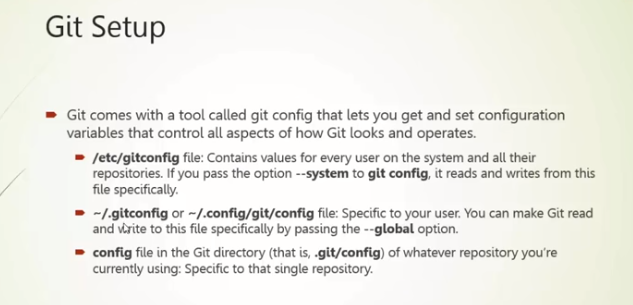 Git Setup
Git comes with a tool called git config that lets you get and set configuration
variables that control all aspects of how Git looks and operates.
/etc/gitconfig file: Contains values for every user on the system and all their
repositories. If you pass the option --system to git config, it reads and writes from this
file specifically.
~/.gitconfig or ~/.config/git/config file: Specific to your user. You can make Git read
and write to this file specifically by passing the --global option.
config file in the Git directory (that is, .git/config) of whatever repository you're
currently using: Specific to that single repository.